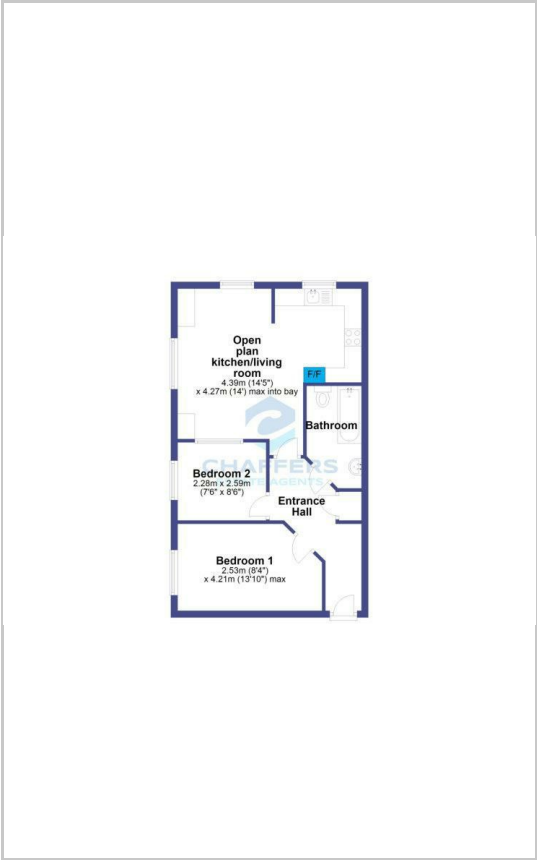 Open
plan
kitchen/living
room
4.39m (14'5")
x 4.27m (14') max into bay
F/F
Bathroom
CHAFFERS
ESTATE AGENTS
Bedroom 2
2.28m x 2.59m
(7'6" x 8'6")
Entrance
Hall
Bedroom 1
2.53m (8'4")
x 4.21m (13'10") max